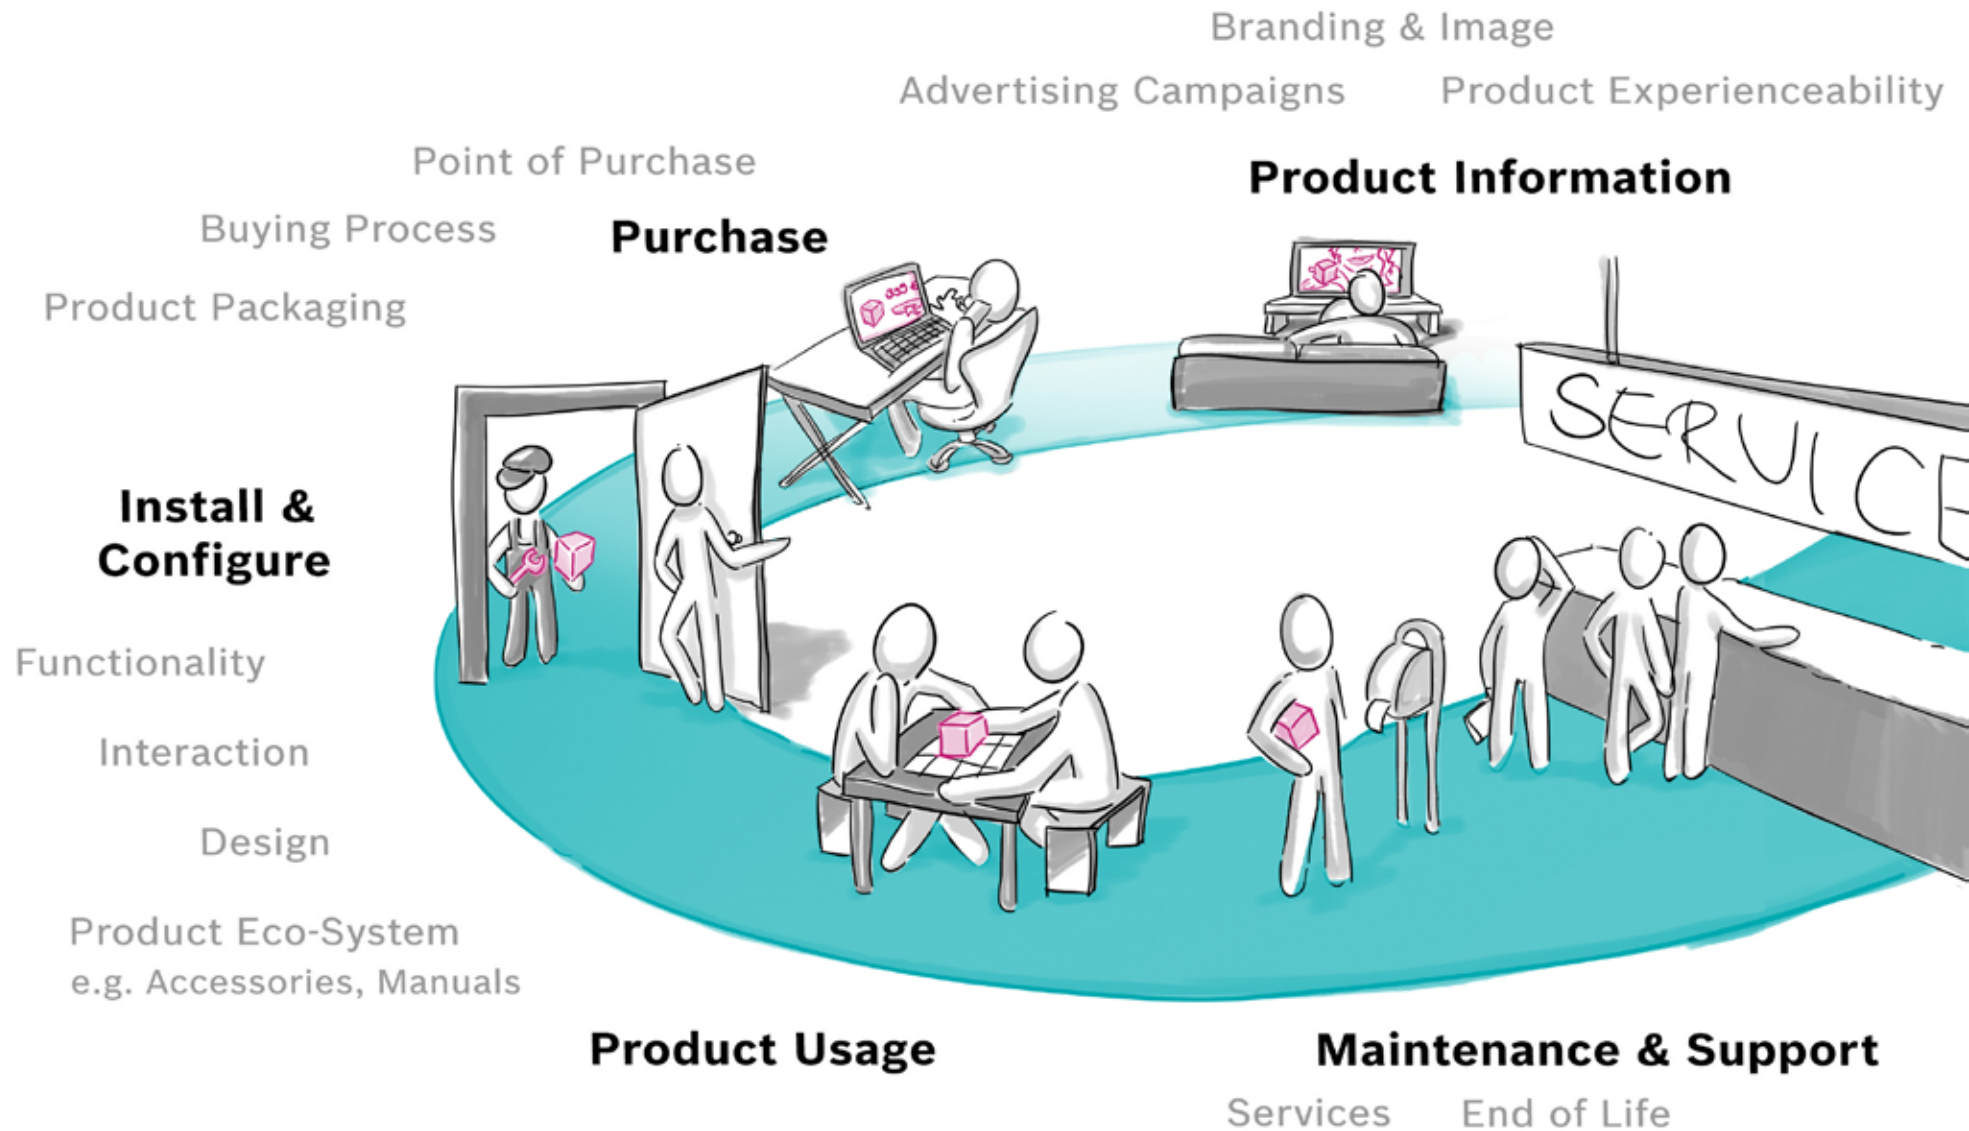 Branding & Image
Advertising Campaigns
Product Experienceability
Product Information
Point of Purchase
Buying Process
Purchase
Product Packaging
SERVICE
Install &
Configure
Functionality
Interaction
Design
Product Eco-System
e.g. Accessories, Manuals
Product Usage
Maintenance & Support
Services
End of Life